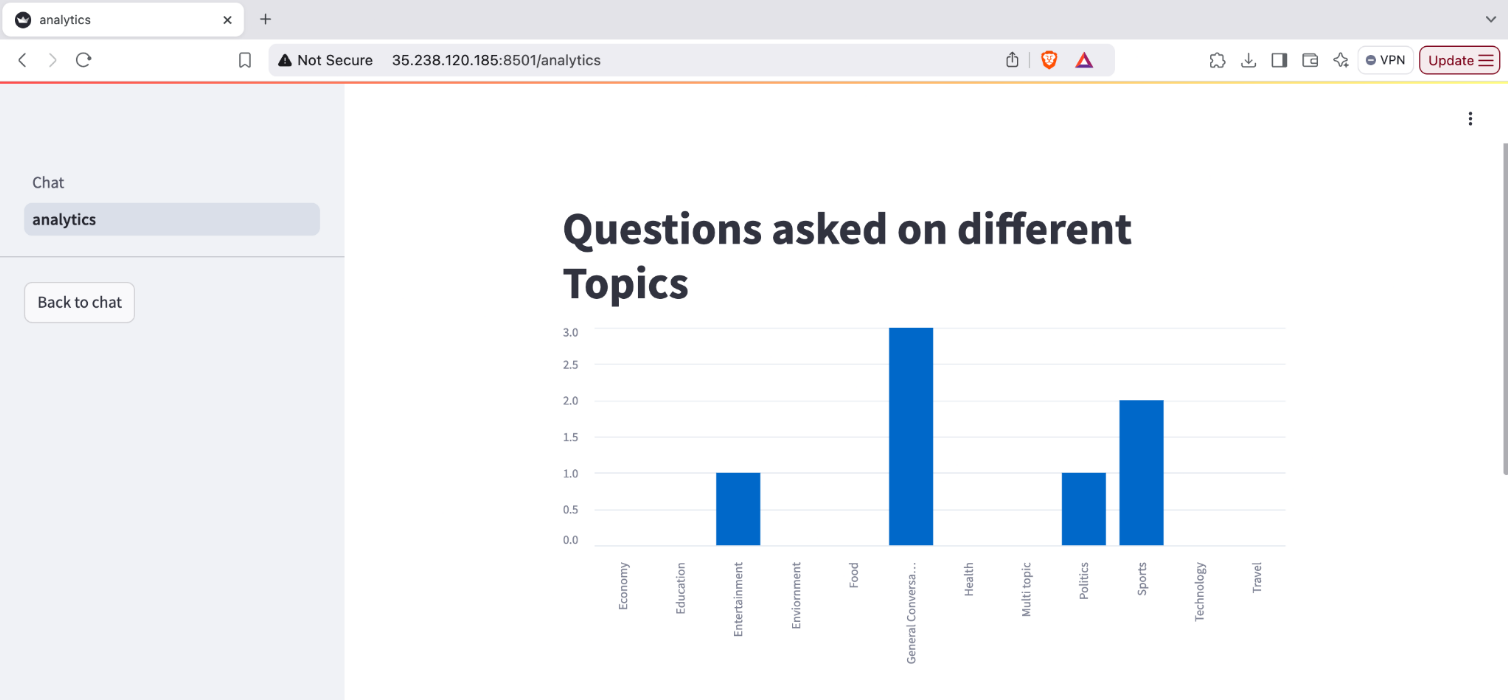 analytics
Not Secure 35.238.120.185:8501/analytics
VPN
Update
Chat
analytics
Back to chat
Questions asked on different
Topics
3.0
2.5
2.0
1.5
1.0
0.5
0.0
Economy
Education
Entertainment
Enviornment
Food
General Conversa...
Health
Multi topic
Politics
Sports
Technology
Travel